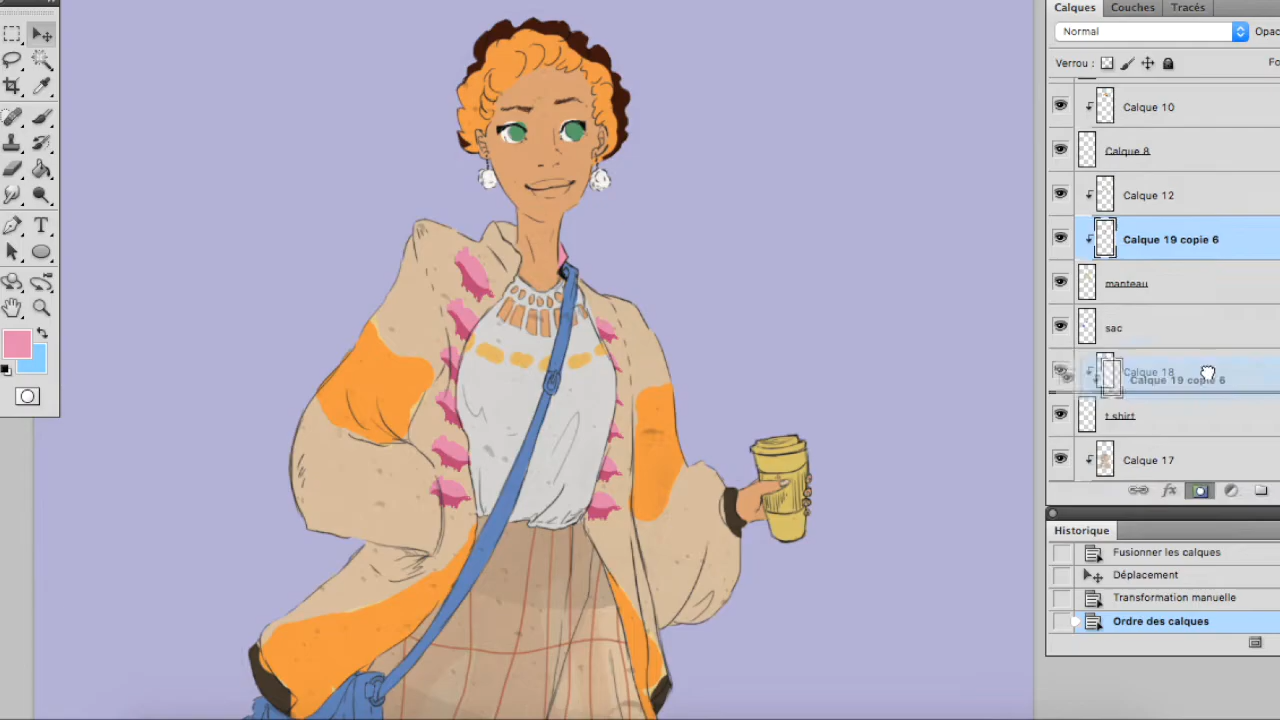 Calques
Couches
Tracés
Normal
Opac
Verrou :
Fo
Calque 10
Calque 8
Calque 12
Calque 19 copie 6
manteau
sac
Calque 18
Calque 19 copie 6
t shirt
Calque 17
fx
Historique
Fusionner les calques
Déplacement
Transformation manuelle
Ordre des calques
T